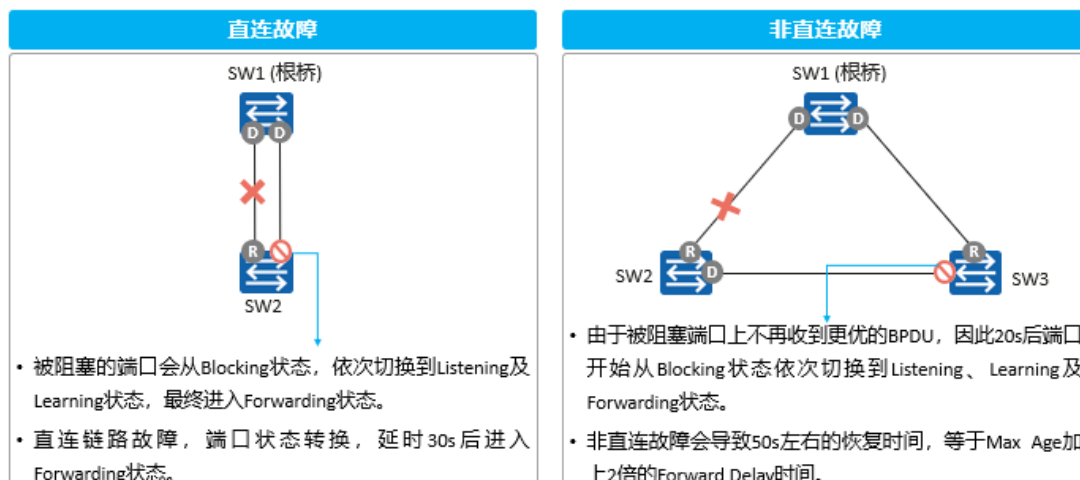 直连故障
SW1 (根桥)
D D
R
SW2
• 被阻塞的端口会从Blocking状态，依次切换到Listening及
Learning状态，最终进入Forwarding状态。
• 直连链路故障，端口状态转换，延时30s后进入
Forwarding状态。
非直连故障
SW1 (根桥)
D D
R R
SW2 D SW3
• 由于被阻塞端口上不再收到更优的BPDU，因此20s后端口
开始从Blocking状态依次切换到Listening、Learning及
Forwarding状态。
• 非直连故障会导致50s左右的恢复时间，等于Max Age加
上2倍的Forward Delay时间。